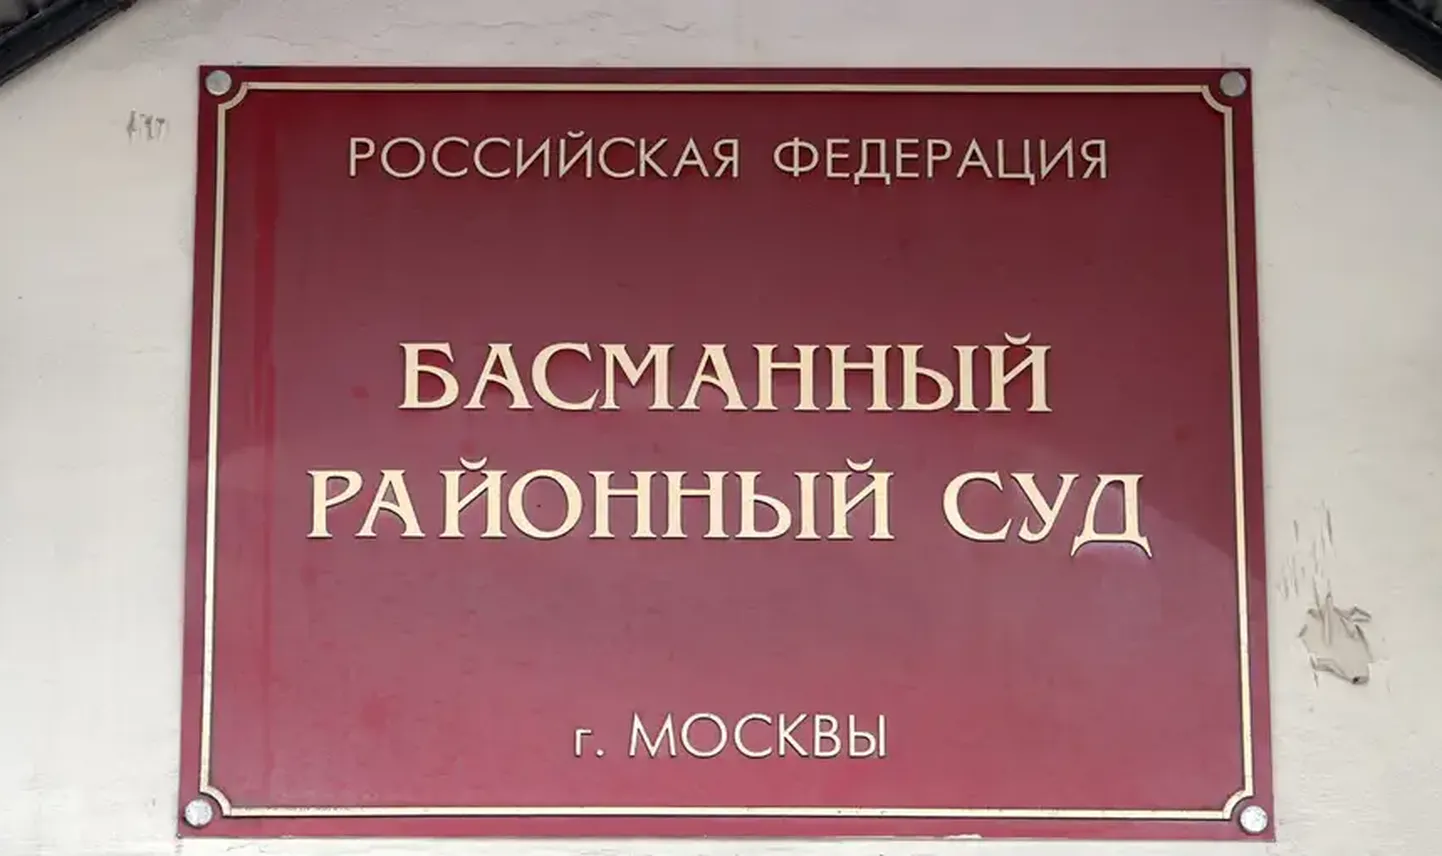 РОССИЙСКАЯ ФЕДЕРАЦИЯ
БАСМАННЫЙ
РАЙОННЫЙ СУД
г. МОСКВЫ